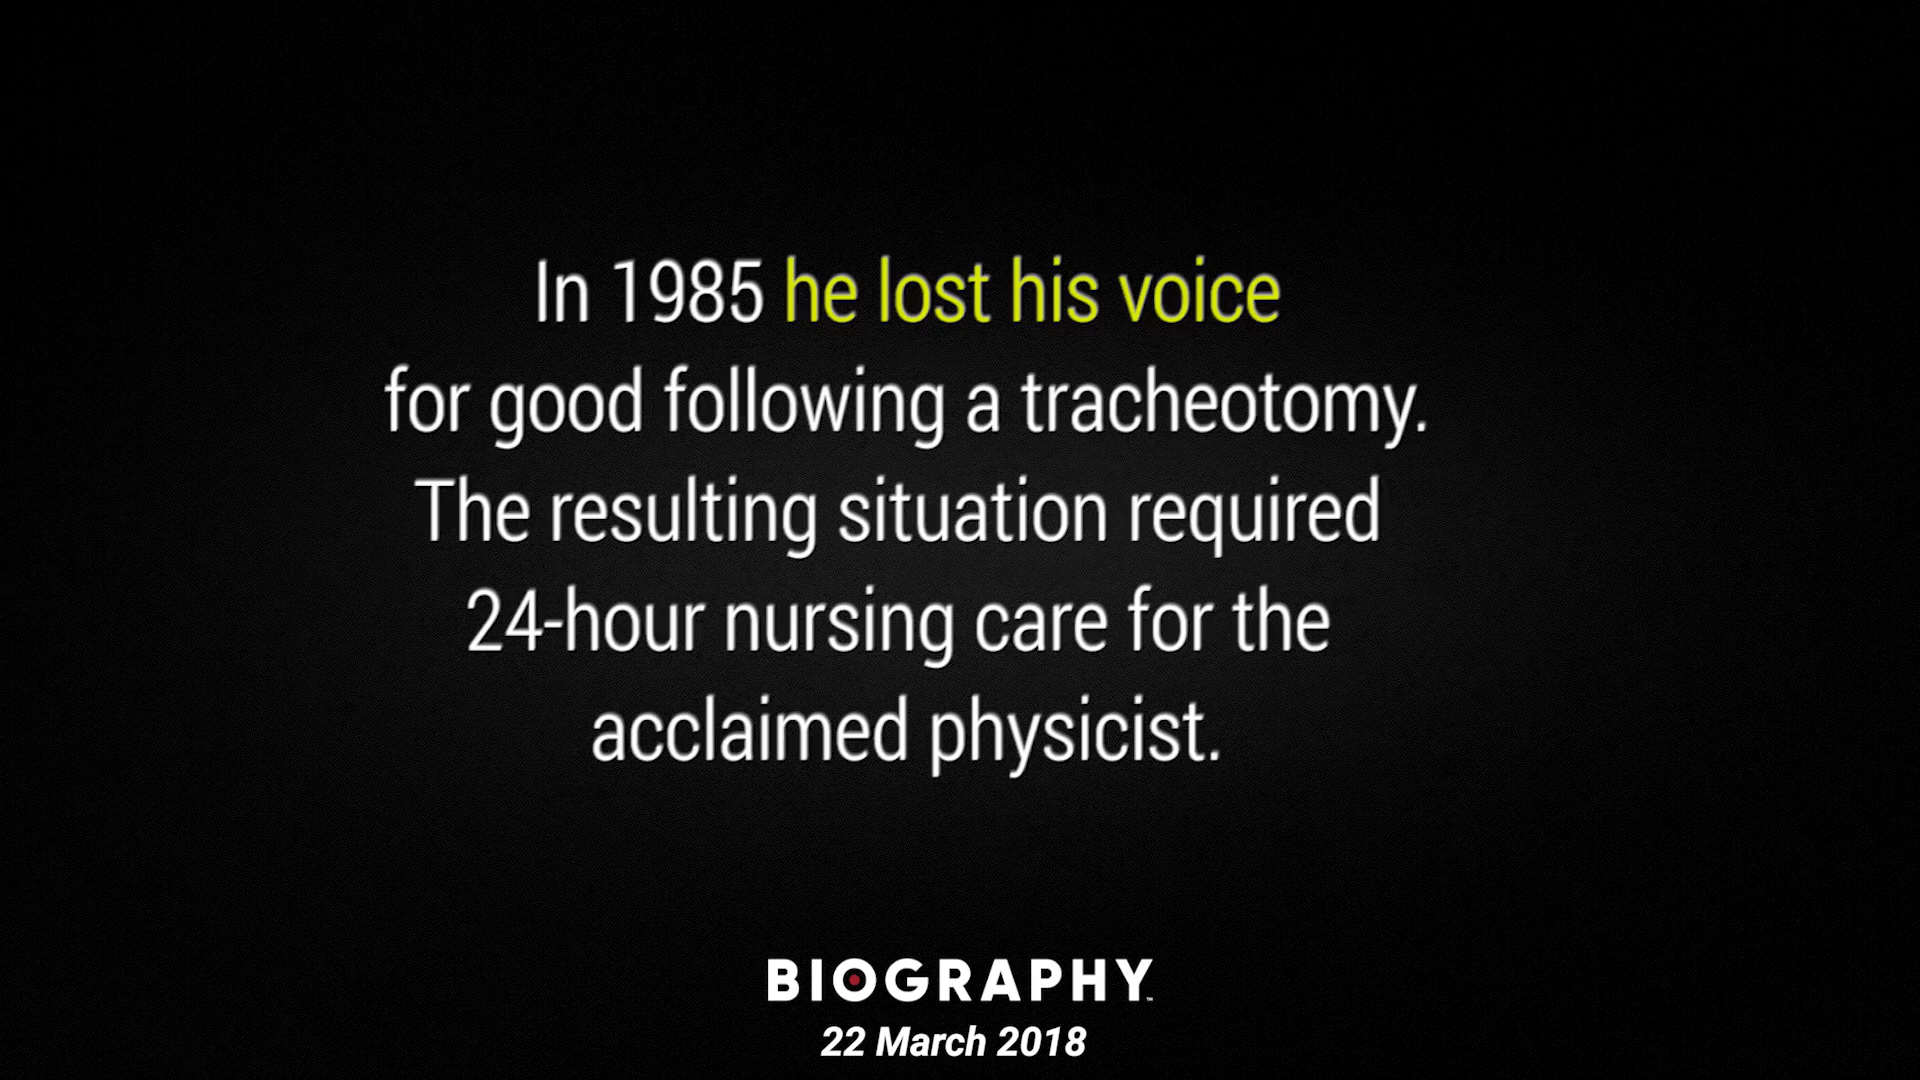 In 1985 he lost his voice
for good following a tracheotomy.
The resulting situation required
24-hour nursing care for the
acclaimed physicist.
BIOGRAPHY™
22 March 2018